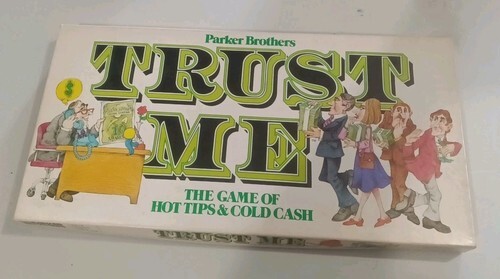 Parker Brothers
TRUST
ME
$
THE GAME OF
HOT TIPS & COLD CASH
TRUST ME